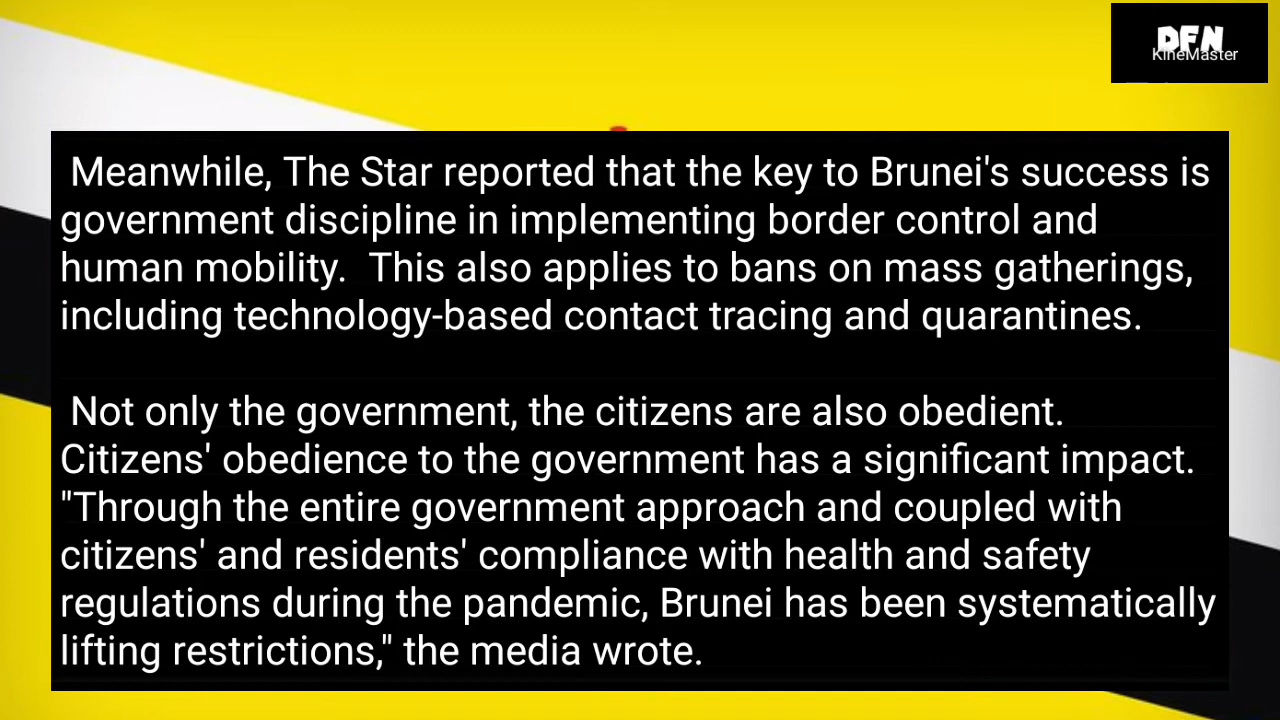 DFN
KineMaster
Meanwhile, The Star reported that the key to Brunei's success is
government discipline in implementing border control and
human mobility.  This also applies to bans on mass gatherings,
including technology-based contact tracing and quarantines.
Not only the government, the citizens are also obedient.
Citizens' obedience to the government has a significant impact.
"Through the entire government approach and coupled with
citizens' and residents' compliance with health and safety
regulations during the pandemic, Brunei has been systematically
lifting restrictions," the media wrote.